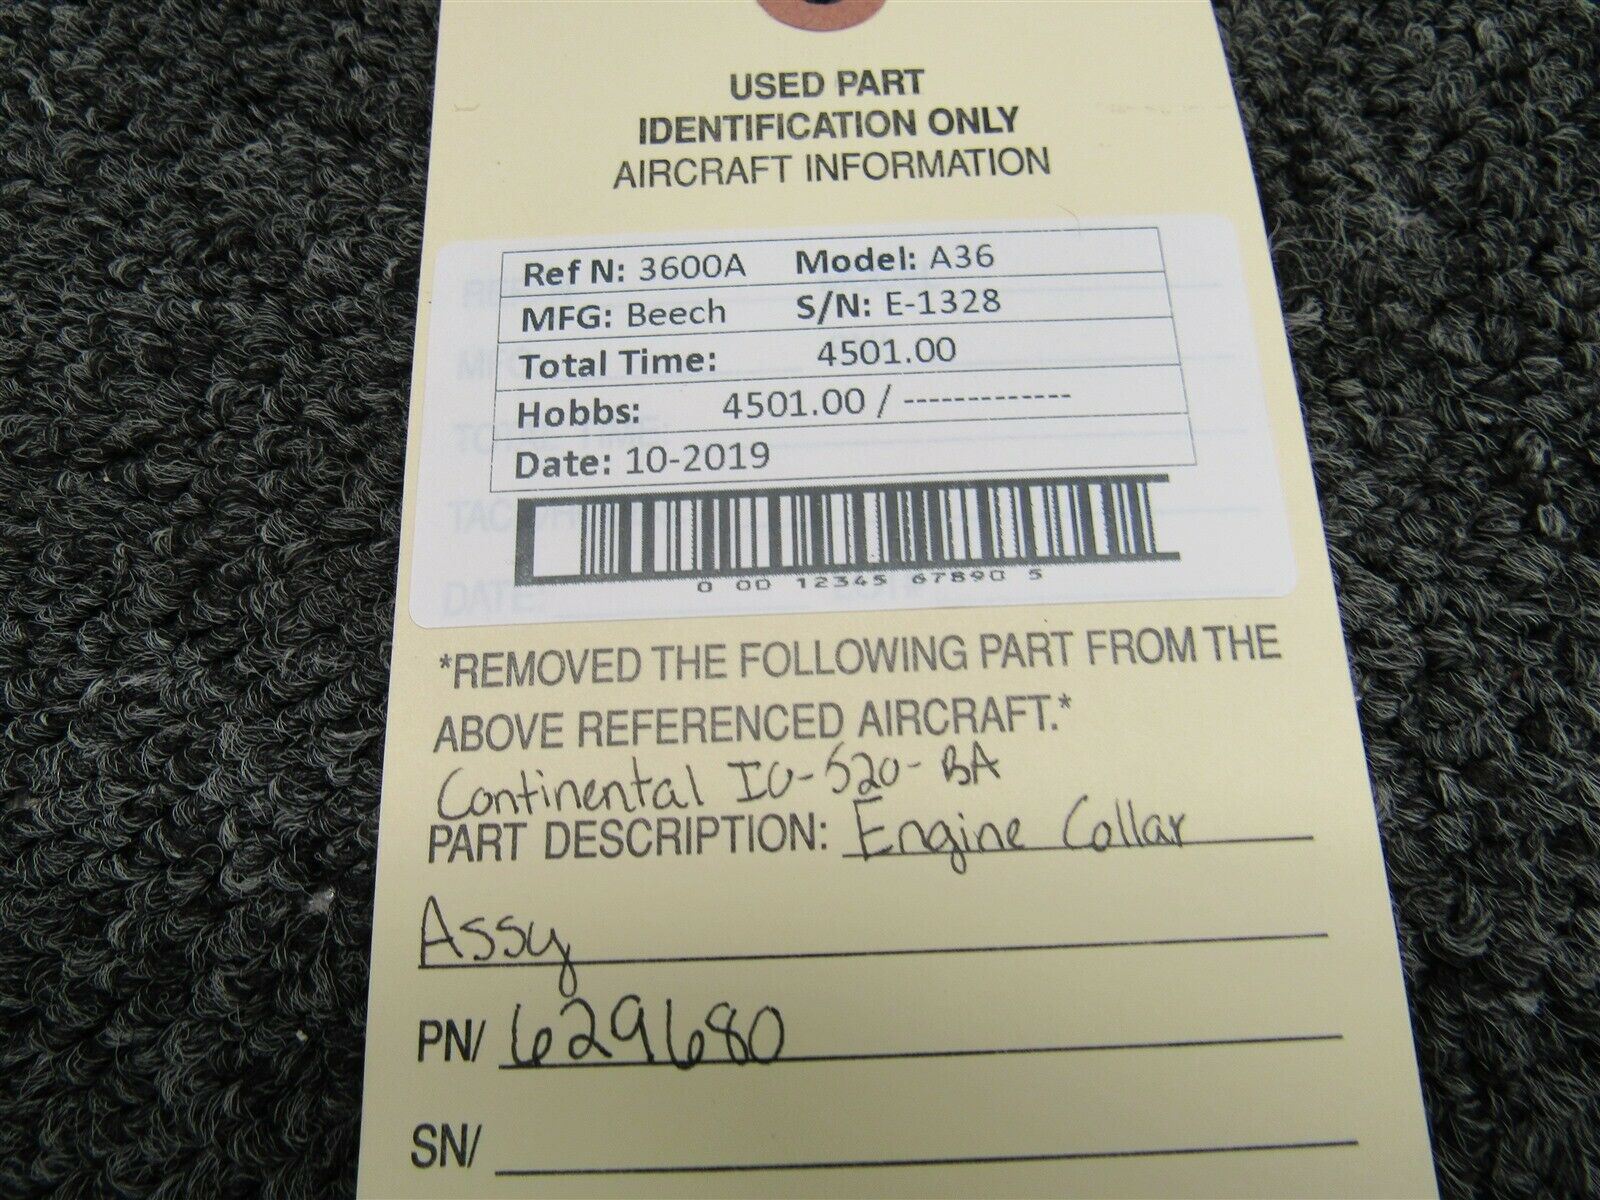 USED PART
IDENTIFICATION ONLY
AIRCRAFT INFORMATION
Ref N: 3600A Model: A36
MFG: Beech S/N: E-1328
Total Time: 4501.00
Hobbs: 4501.00 / -------------
Date: 10-2019
0 00 12345 67890 5
DATE:
*REMOVED THE FOLLOWING PART FROM THE
ABOVE REFERENCED AIRCRAFT.*
Continental IO-520-BA
PART DESCRIPTION: Engine Collar
Assy
PN/ 629680
SN/